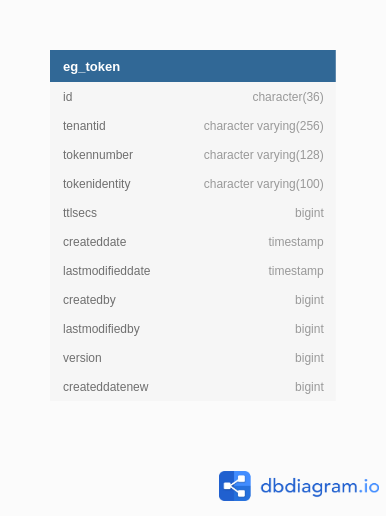 eg_token
id character(36)
tenantid character varying(256)
tokennumber character varying(128)
tokenidentity character varying(100)
ttlsecs bigint
createddate timestamp
lastmodifieddate timestamp
createdby bigint
lastmodifiedby bigint
version bigint
createddatenew bigint
dbdiagram.io